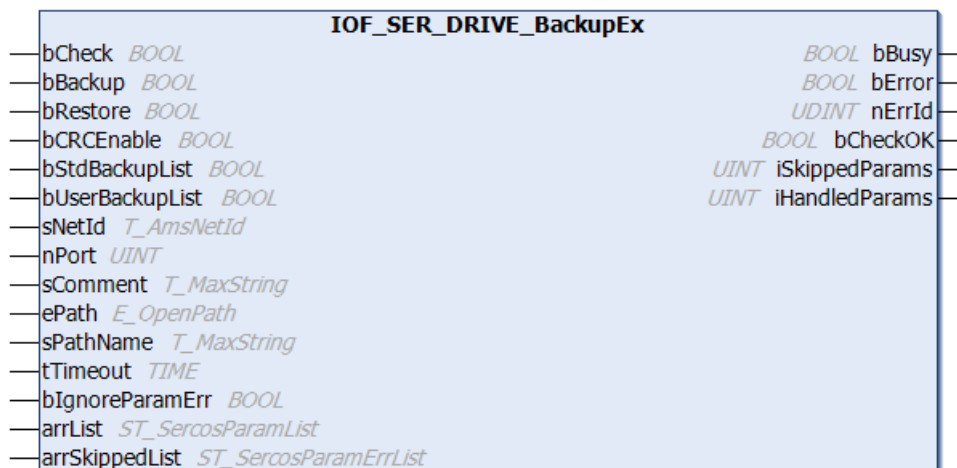 IOF_SER_DRIVE_BackupEx
bCheck BOOL BOOL bBusy
bBackup BOOL BOOL bError
bRestore BOOL UDINT nErrId
bCRCEnable BOOL BOOL bCheckOK
bStdBackupList BOOL UINT iSkippedParams
bUserBackupList BOOL UINT iHandledParams
sNetId T_AmsNetId
nPort UINT
sComment T_MaxString
ePath E_OpenPath
sPathName T_MaxString
tTimeout TIME
bIgnoreParamErr BOOL
arrList ST_SercosParamList
arrSkippedList ST_SercosParamErrList